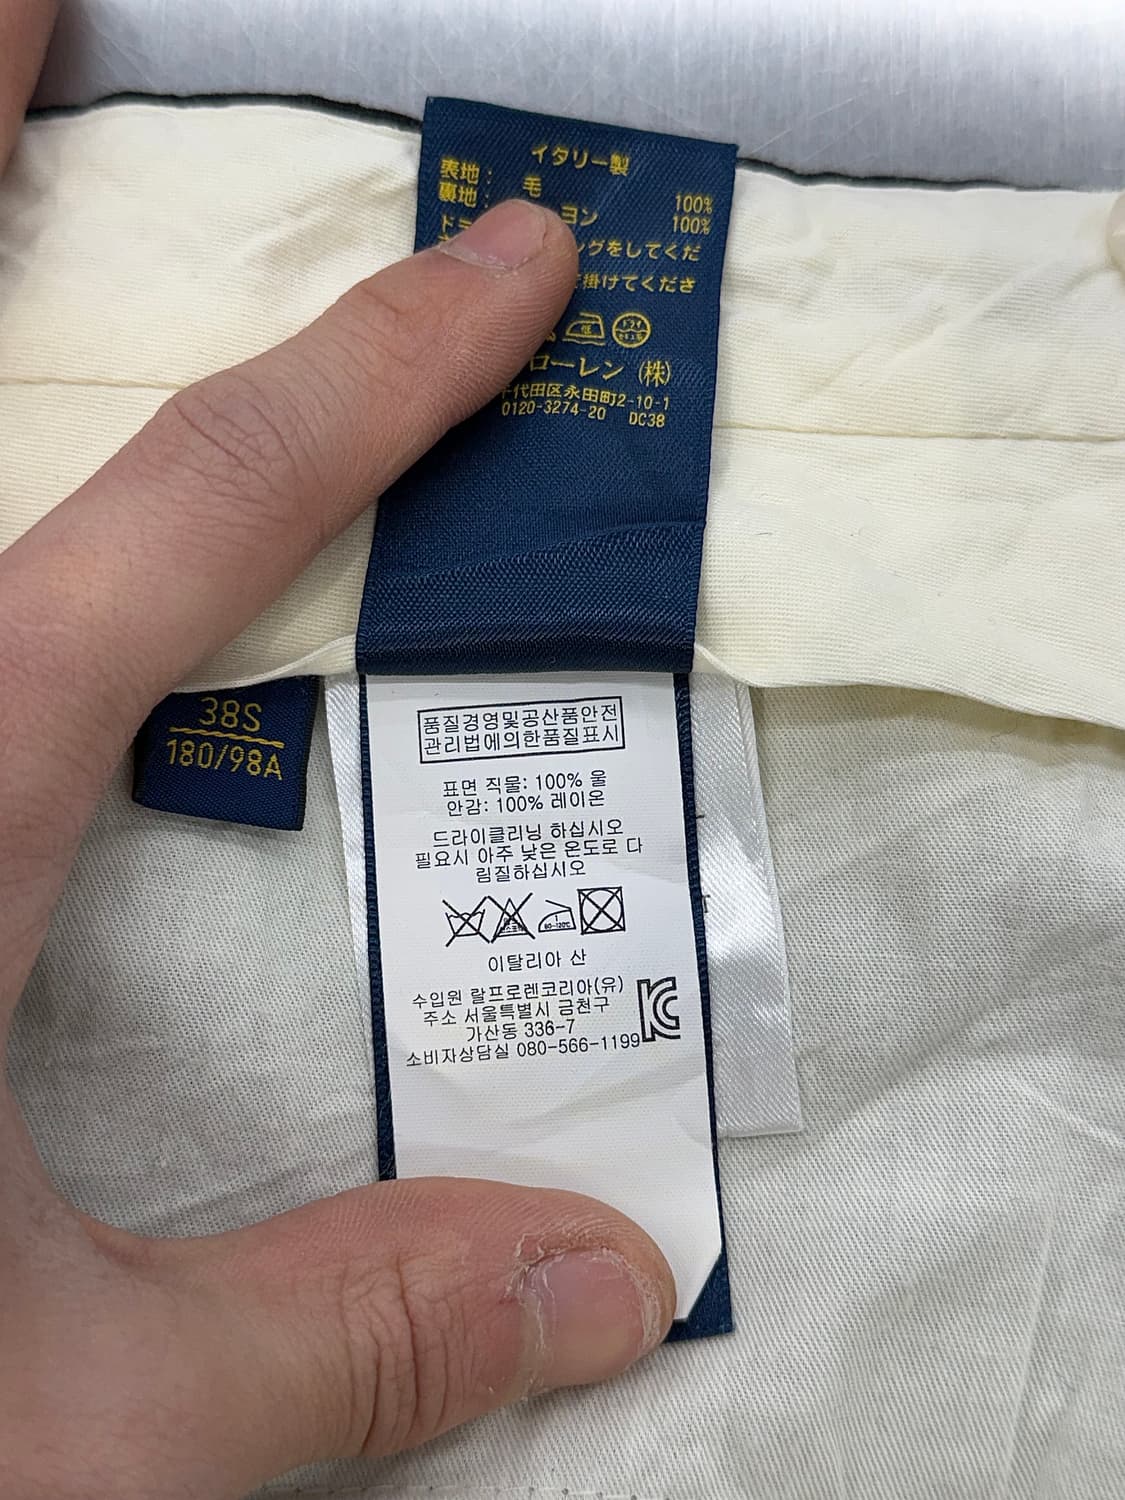 イタリー製
表地: 毛 100%
裏地: ヨン 100%
ングをしてくだ
掛けてくださ
ローレン (株)
代田区永田町2-10-1
0120-3274-20 DC38
38S
180/98A
품질경영및공산품안전
관리법에의한품질표시
표면 직물: 100% 울
안감: 100% 레이온
드라이클리닝 하십시오
필요시 아주 낮은 온도로 다
림질하십시오
80~120℃
이탈리아 산
수입원 랄프로렌코리아(유)
주소 서울특별시 금천구
가산동 336-7
소비자상담실 080-566-1199